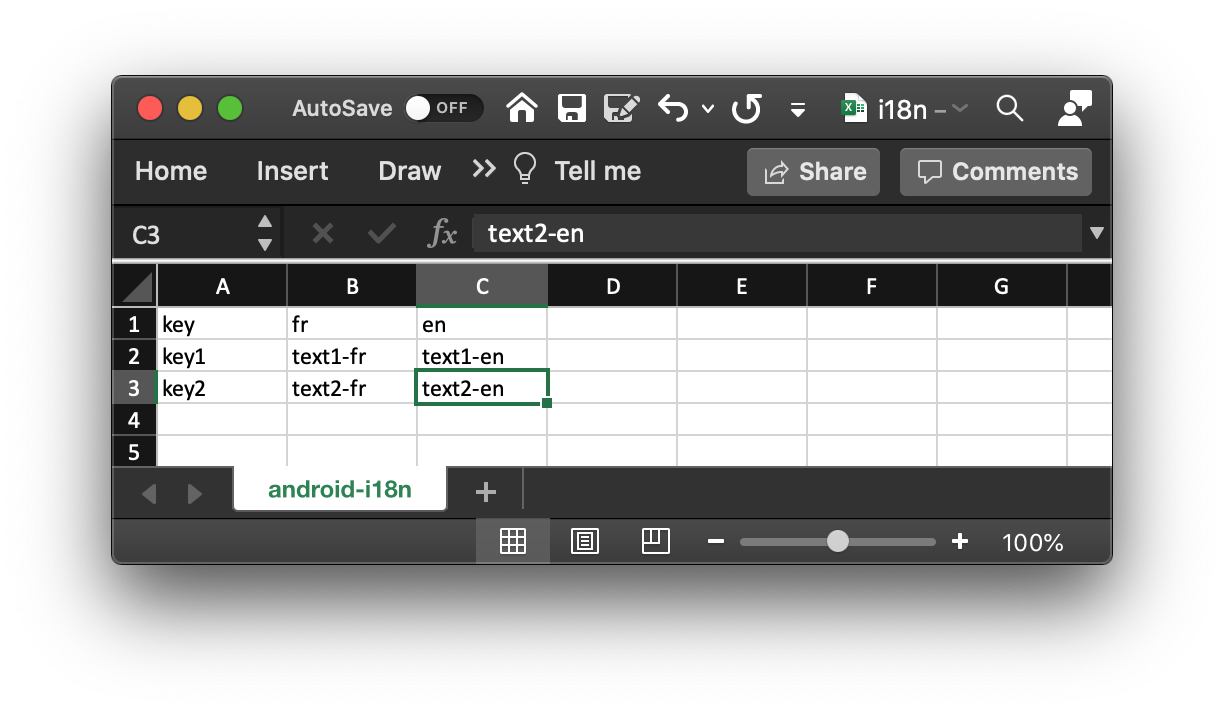 AutoSave OFF i18n –
Home Insert Draw Tell me Share Comments
C3 fx text2-en
A B C D E F G
1 key fr en
2 key1 text1-fr text1-en
3 key2 text2-fr text2-en
4
5
android-i18n
100%